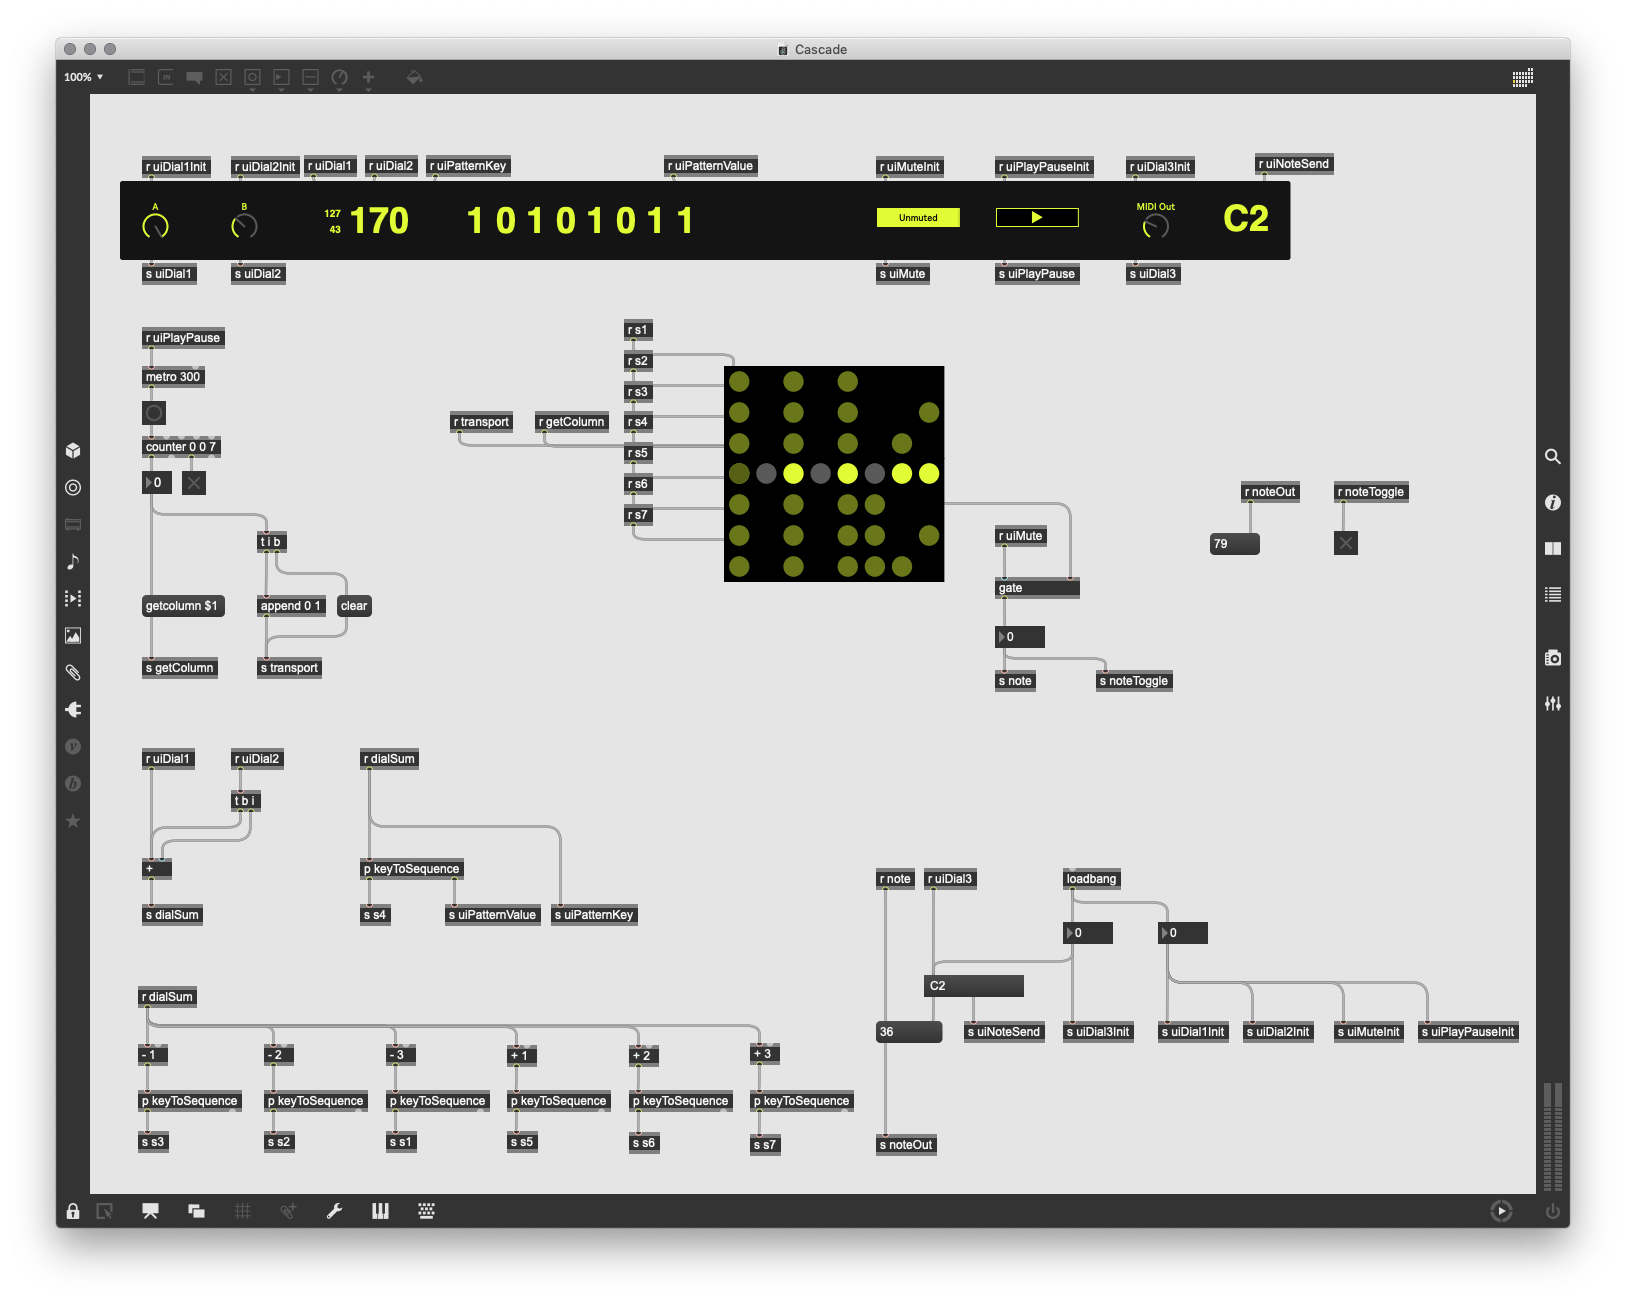 Cascade
100%
r uiDial1Init
r uiDial2Init
r uiDial1
r uiDial2
r uiPatternKey
r uiPatternValue
r uiMuteInit
r uiPlayPauseInit
r uiDial3Init
r uiNoteSend
A
B
127
43
170
1 0 1 0 1 0 1 1
Unmuted
MIDI Out
C2
s uiDial1
s uiDial2
s uiMute
s uiPlayPause
s uiDial3
r uiPlayPause
metro 300
counter 0 0 7
0
t i b
getcolumn $1
append 0 1
clear
s getColumn
s transport
r transport
r getColumn
r s1
r s2
r s3
r s4
r s5
r s6
r s7
r uiMute
gate
0
s note
s noteToggle
r noteOut
r noteToggle
79
r uiDial1
r uiDial2
t b i
+
s dialSum
r dialSum
p keyToSequence
s s4
s uiPatternValue
s uiPatternKey
r dialSum
- 1
- 2
- 3
+ 1
+ 2
+ 3
p keyToSequence
p keyToSequence
p keyToSequence
p keyToSequence
p keyToSequence
p keyToSequence
s s3
s s2
s s1
s s5
s s6
s s7
r note
r uiDial3
loadbang
0
0
C2
36
s uiNoteSend
s uiDial3Init
s uiDial1Init
s uiDial2Init
s uiMuteInit
s uiPlayPauseInit
s noteOut